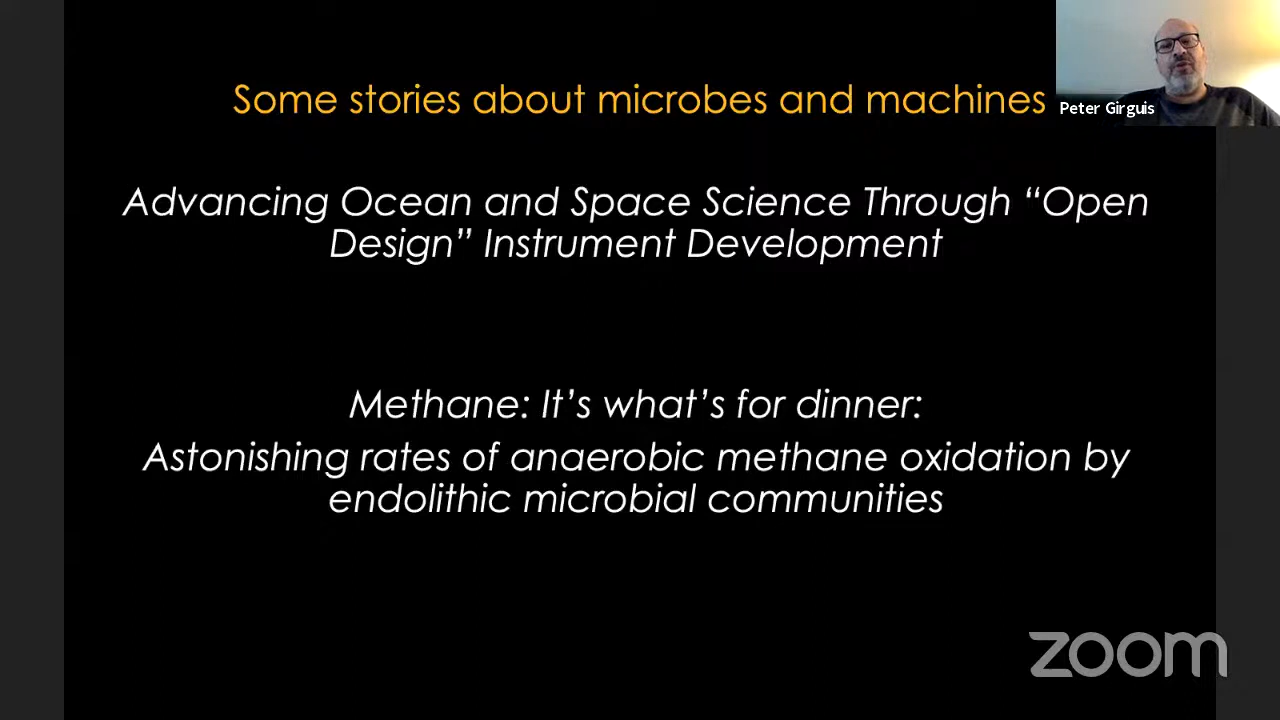 Some stories about microbes and machines
Peter Girguis
Advancing Ocean and Space Science Through “Open
Design” Instrument Development
Methane: It’s what’s for dinner:
Astonishing rates of anaerobic methane oxidation by
endolithic microbial communities
zoom